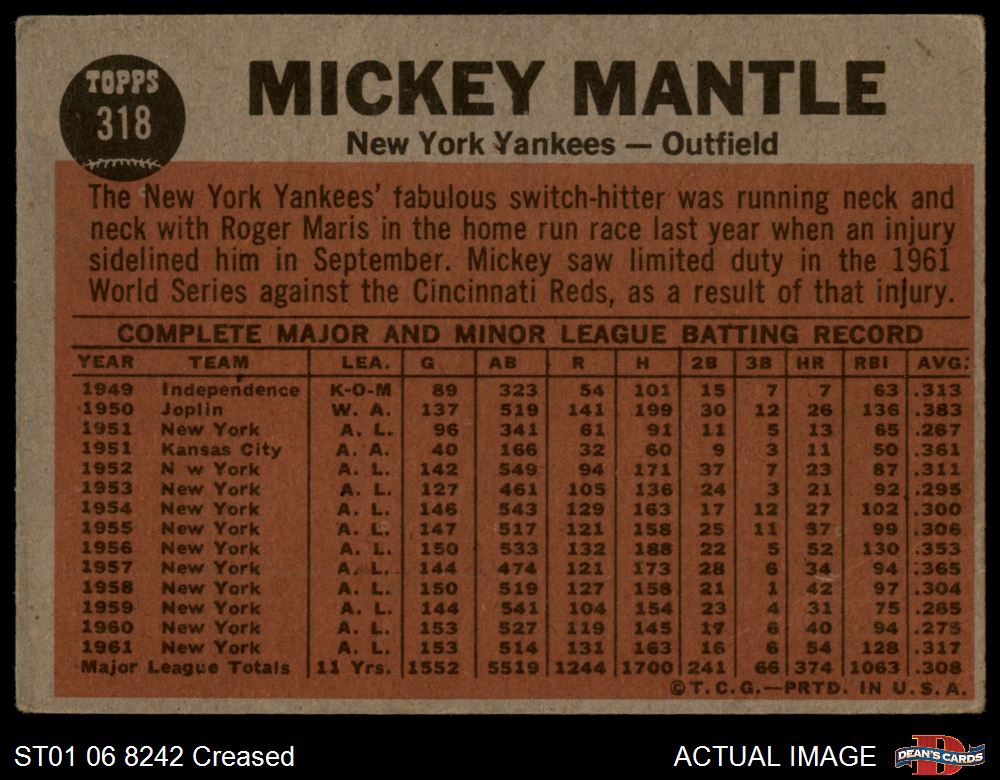 TOPPS
318
MICKEY MANTLE
New York Yankees — Outfield
The New York Yankees' fabulous switch-hitter was running neck and
neck with Roger Maris in the home run race last year when an injury
sidelined him in September. Mickey saw limited duty in the 1961
World Series against the Cincinnati Reds, as a result of that injury.
COMPLETE MAJOR AND MINOR LEAGUE BATTING RECORD
YEAR TEAM LEA. G AB R H 2B 3B HR RBI AVG.
1949 Independence K-O-M 89 323 54 101 15 7 7 63 .313
1950 Joplin W. A. 137 519 141 199 30 12 26 136 .383
1951 New York A. L. 96 341 61 91 11 5 13 65 .267
1951 Kansas City A. A. 40 166 32 60 9 3 11 50 .361
1952 N w York A. L. 142 549 94 171 37 7 23 87 .311
1953 New York A. L. 127 461 105 136 24 3 21 92 .295
1954 New York A. L. 146 543 129 163 17 12 27 102 .300
1955 New York A. L. 147 517 121 158 25 11 37 99 .306
1956 New York A. L. 150 533 132 188 22 5 52 130 .353
1957 New York A. L. 144 474 121 173 28 6 34 94 .365
1958 New York A. L. 150 519 127 158 21 1 42 97 .304
1959 New York A. L. 144 541 104 154 23 4 31 75 .265
1960 New York A. L. 153 527 119 145 17 6 40 94 .275
1961 New York A. L. 153 514 131 163 16 6 54 128 .317
Major League Totals 11 Yrs. 1552 5519 1244 1700 241 66 374 1063 .308
©T.C.G.—PRTD. IN U.S.A.
ST01 06 8242 Creased
ACTUAL IMAGE
DEAN'S CARDS